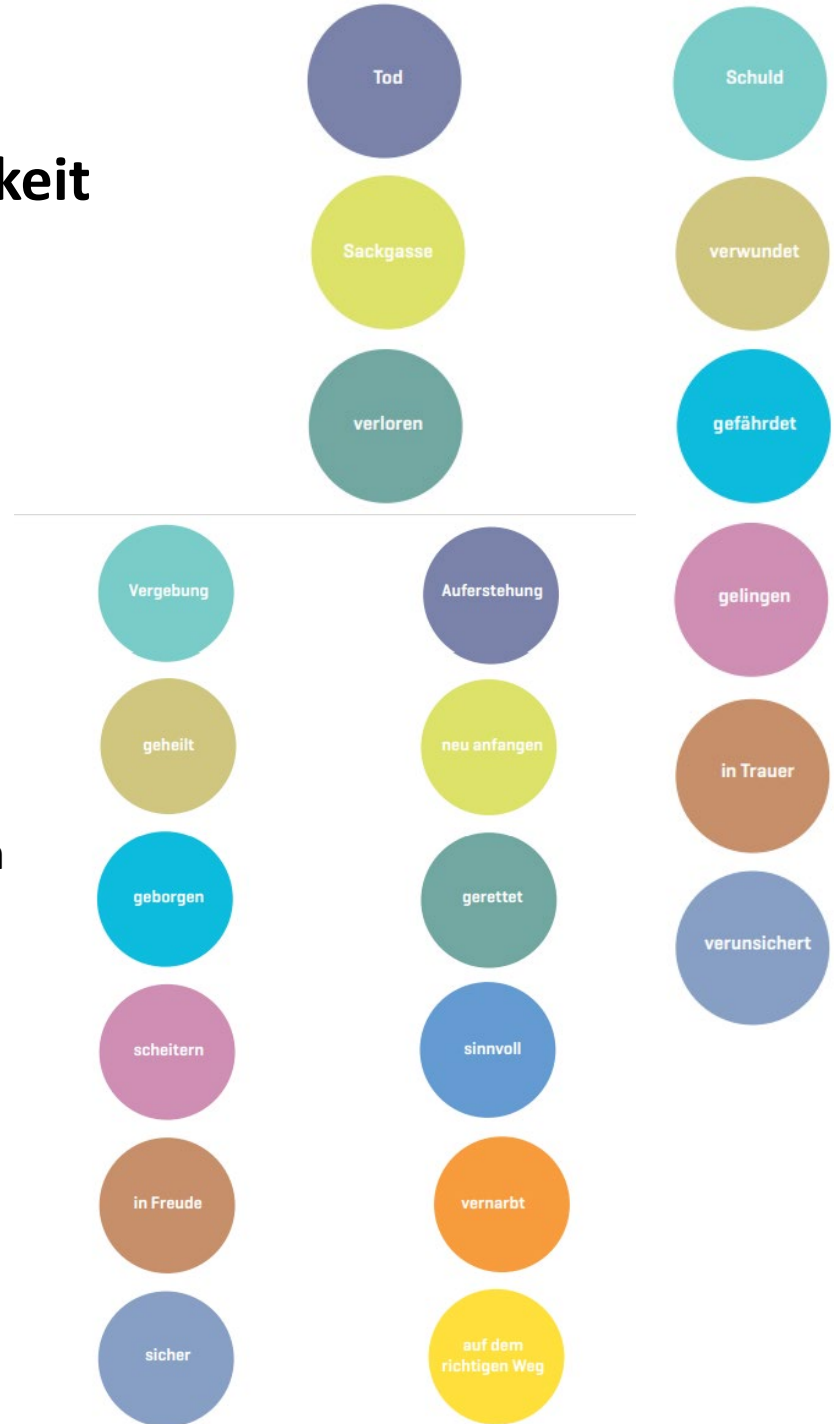 Tod
Schuld
keit
Sackgasse
verwundet
verloren
gefährdet
Vergebung
Auferstehung
gelingen
geheilt
neu anfangen
in Trauer
geborgen
gerettet
verunsichert
scheitern
sinnvoll
in Freude
vernarbt
sicher
auf dem
richtigen Weg